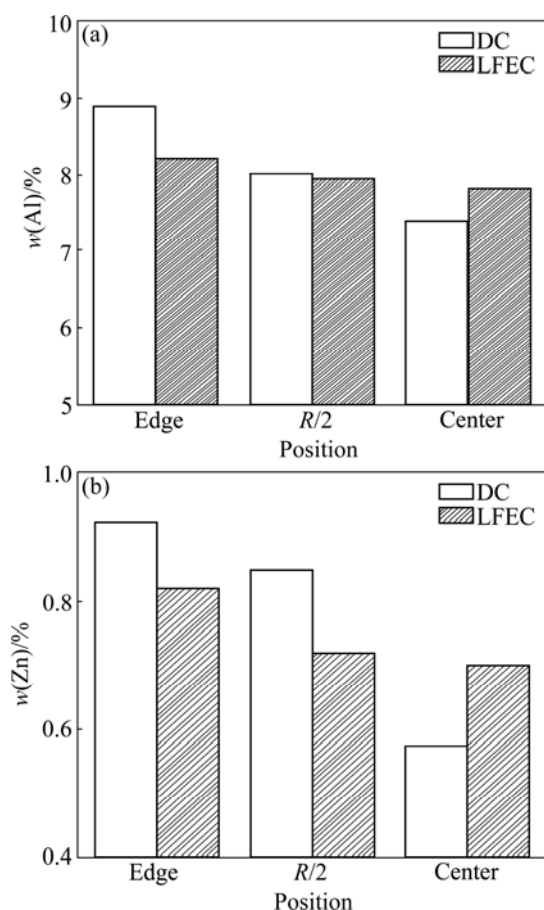 (a)
DC
LFEC
10
9
8
7
6
5
w(Al)/%
Edge R/2 Center
Position
(b)
DC
LFEC
1.0
0.8
0.6
0.4
w(Zn)/%
Edge R/2 Center
Position